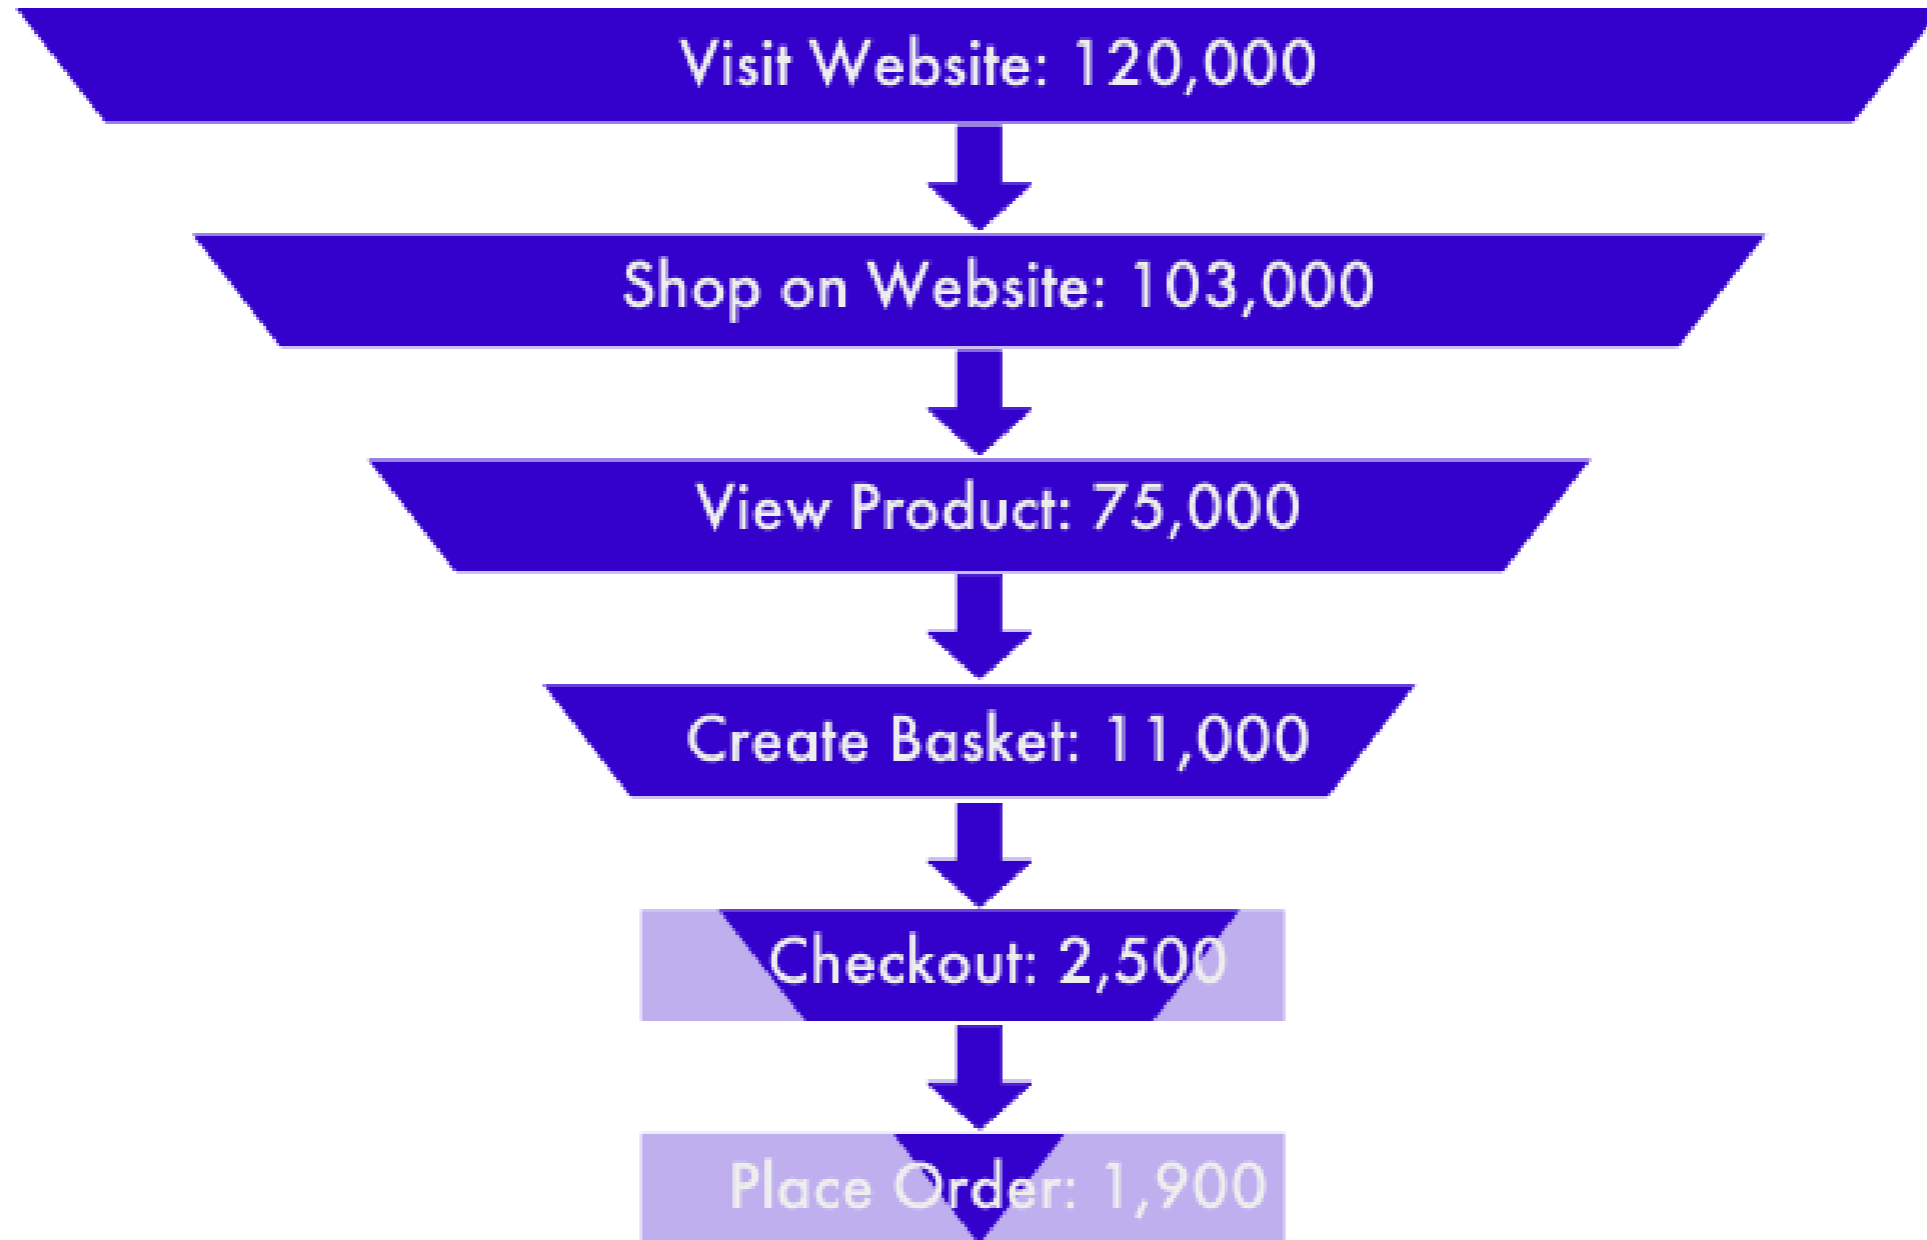 Visit Website: 120,000
Shop on Website: 103,000
View Product: 75,000
Create Basket: 11,000
Checkout: 2,500
Place Order: 1,900